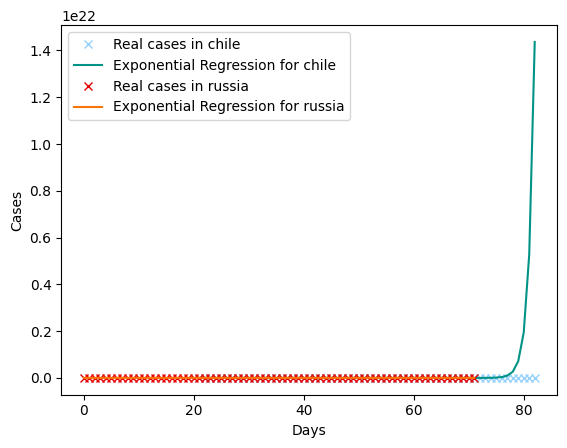 1e22
Real cases in chile
Exponential Regression for chile
Real cases in russia
Exponential Regression for russia
1.4
1.2
1.0
0.8
0.6
0.4
0.2
0.0
Cases
0 20 40 60 80
Days